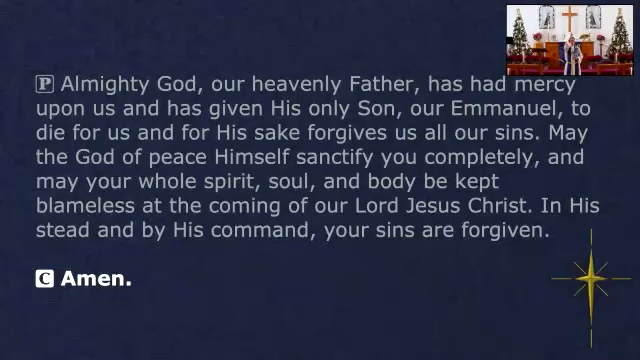 P Almighty God, our heavenly Father, has had mercy
upon us and has given His only Son, our Emmanuel, to
die for us and for His sake forgives us all our sins. May
the God of peace Himself sanctify you completely, and
may your whole spirit, soul, and body be kept
blameless at the coming of our Lord Jesus Christ. In His
stead and by His command, your sins are forgiven.
C Amen.